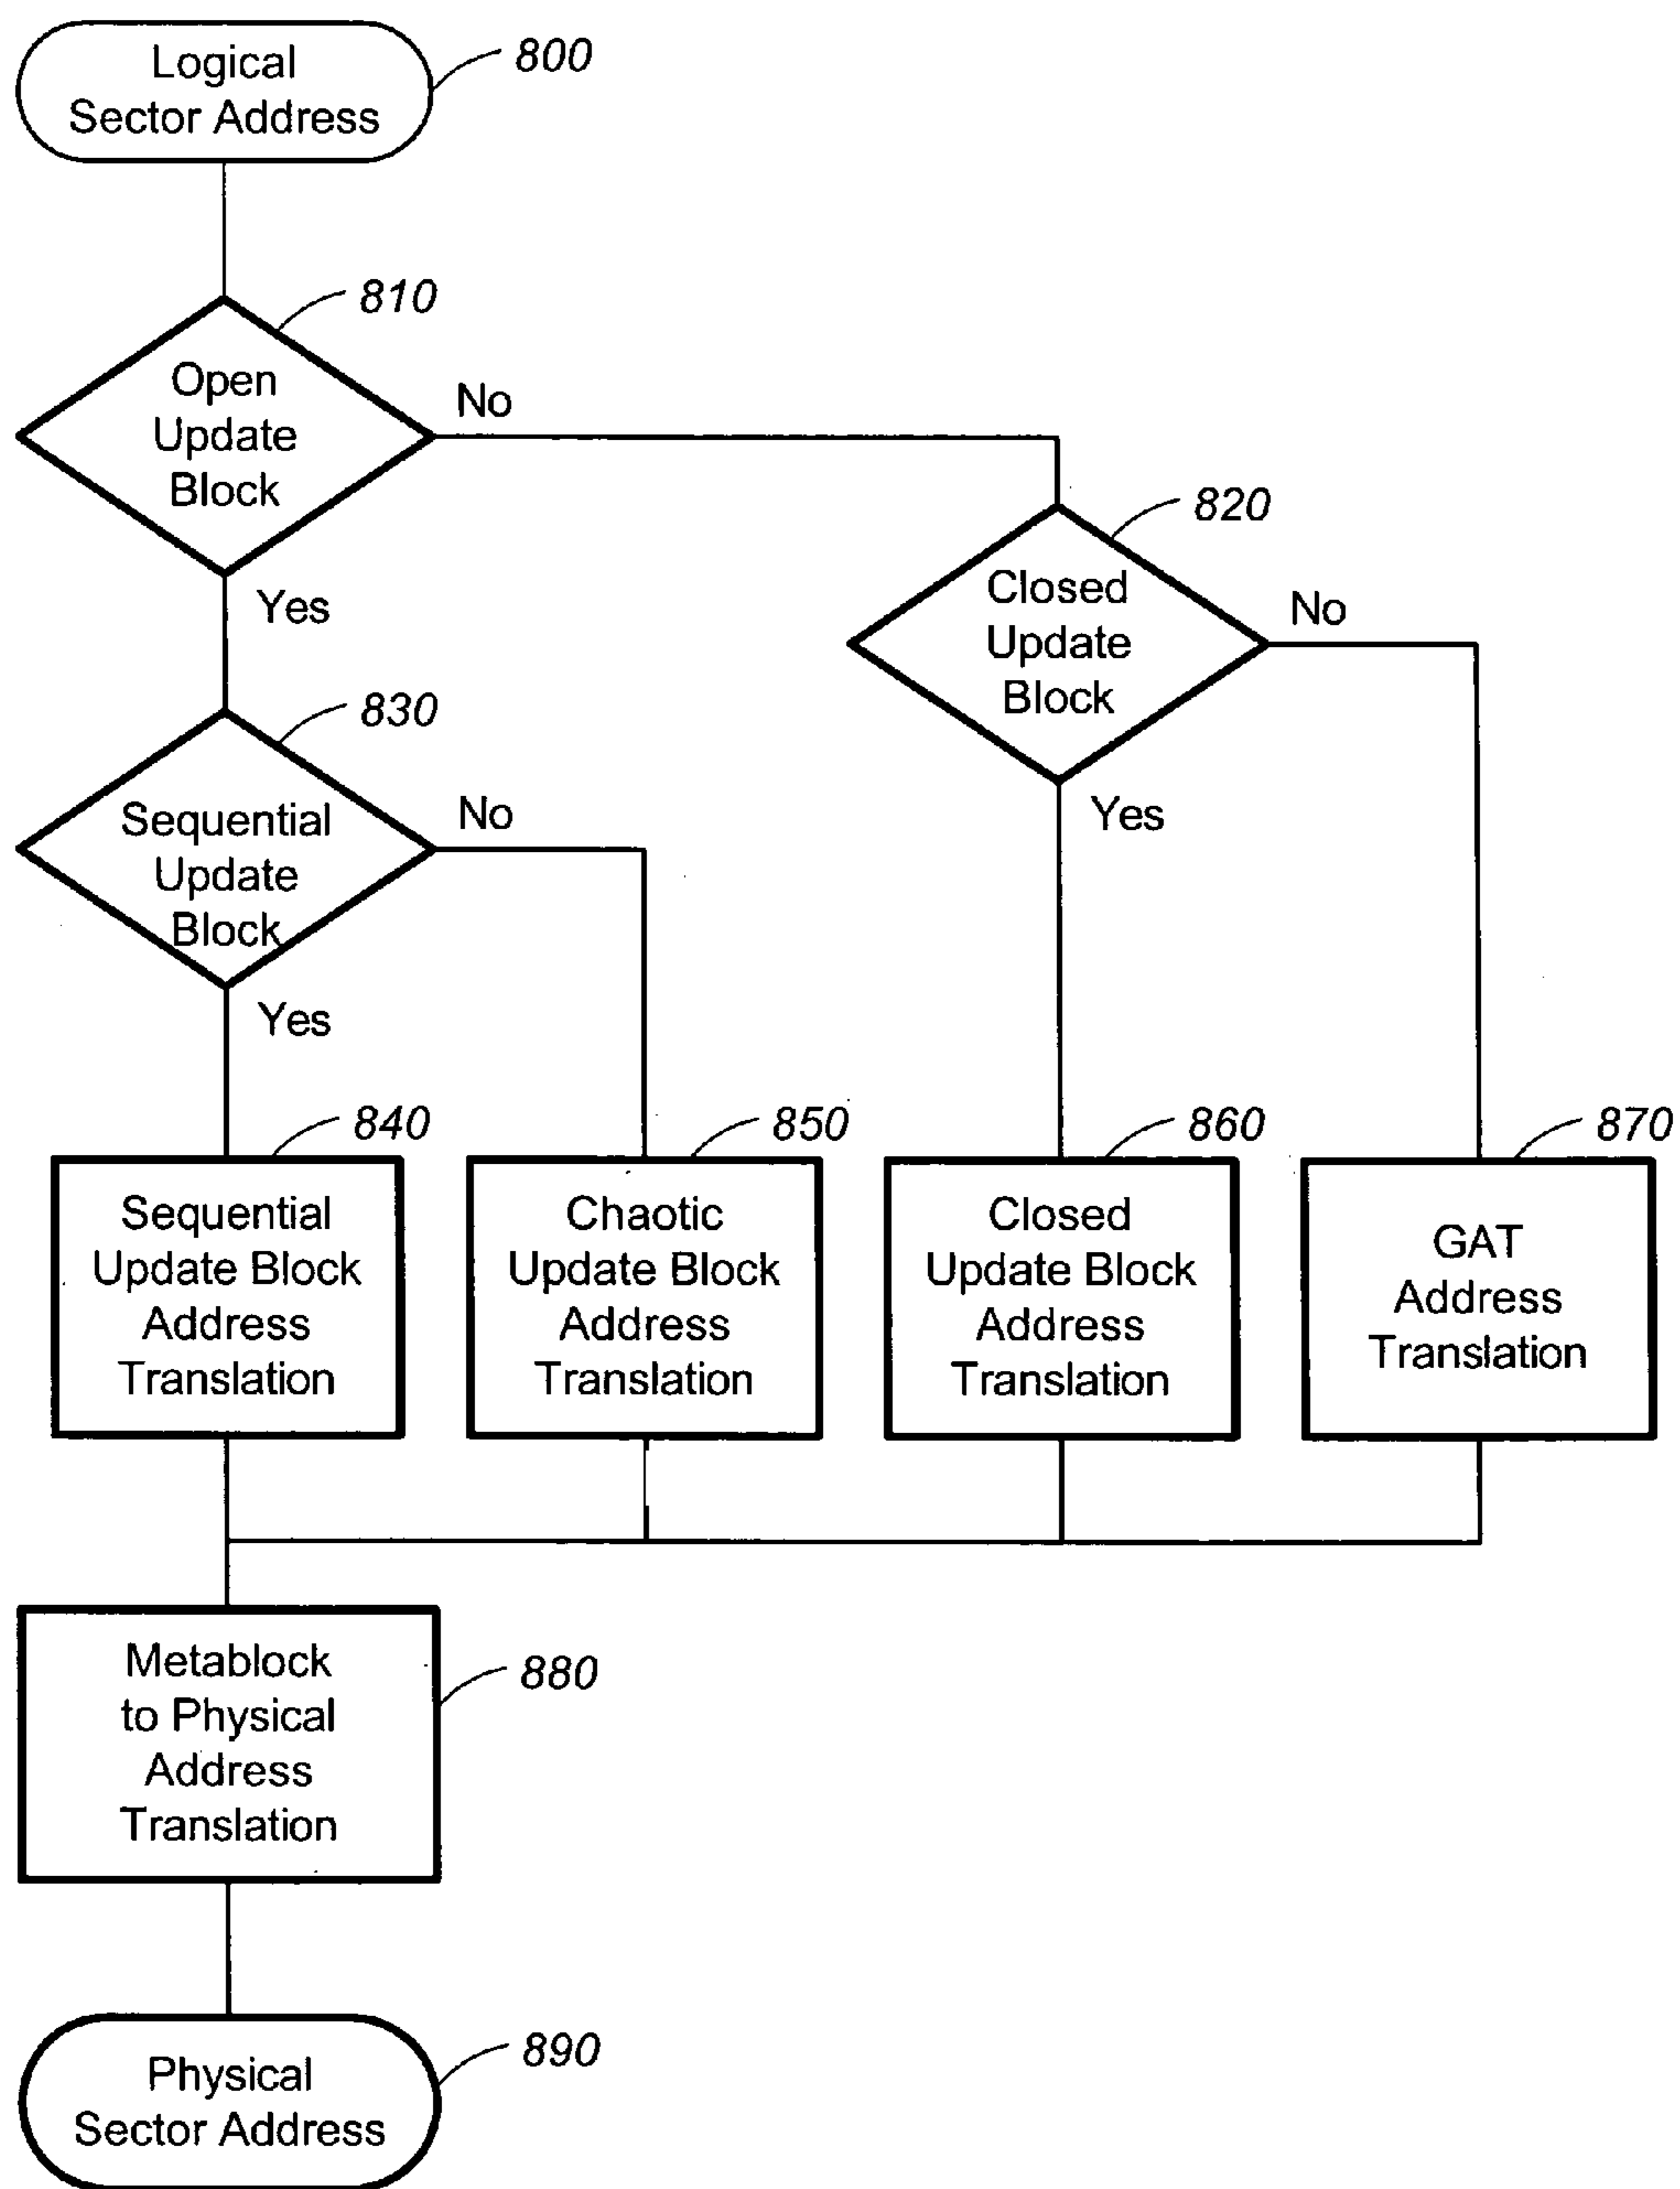 Logical
Sector Address
800
810
Open
Update
Block
No
Yes
820
Closed
Update
Block
No
Yes
830
Sequential
Update
Block
No
Yes
840
Sequential
Update Block
Address
Translation
850
Chaotic
Update Block
Address
Translation
860
Closed
Update Block
Address
Translation
870
GAT
Address
Translation
Metablock
to Physical
Address
Translation
880
Physical
Sector Address
890